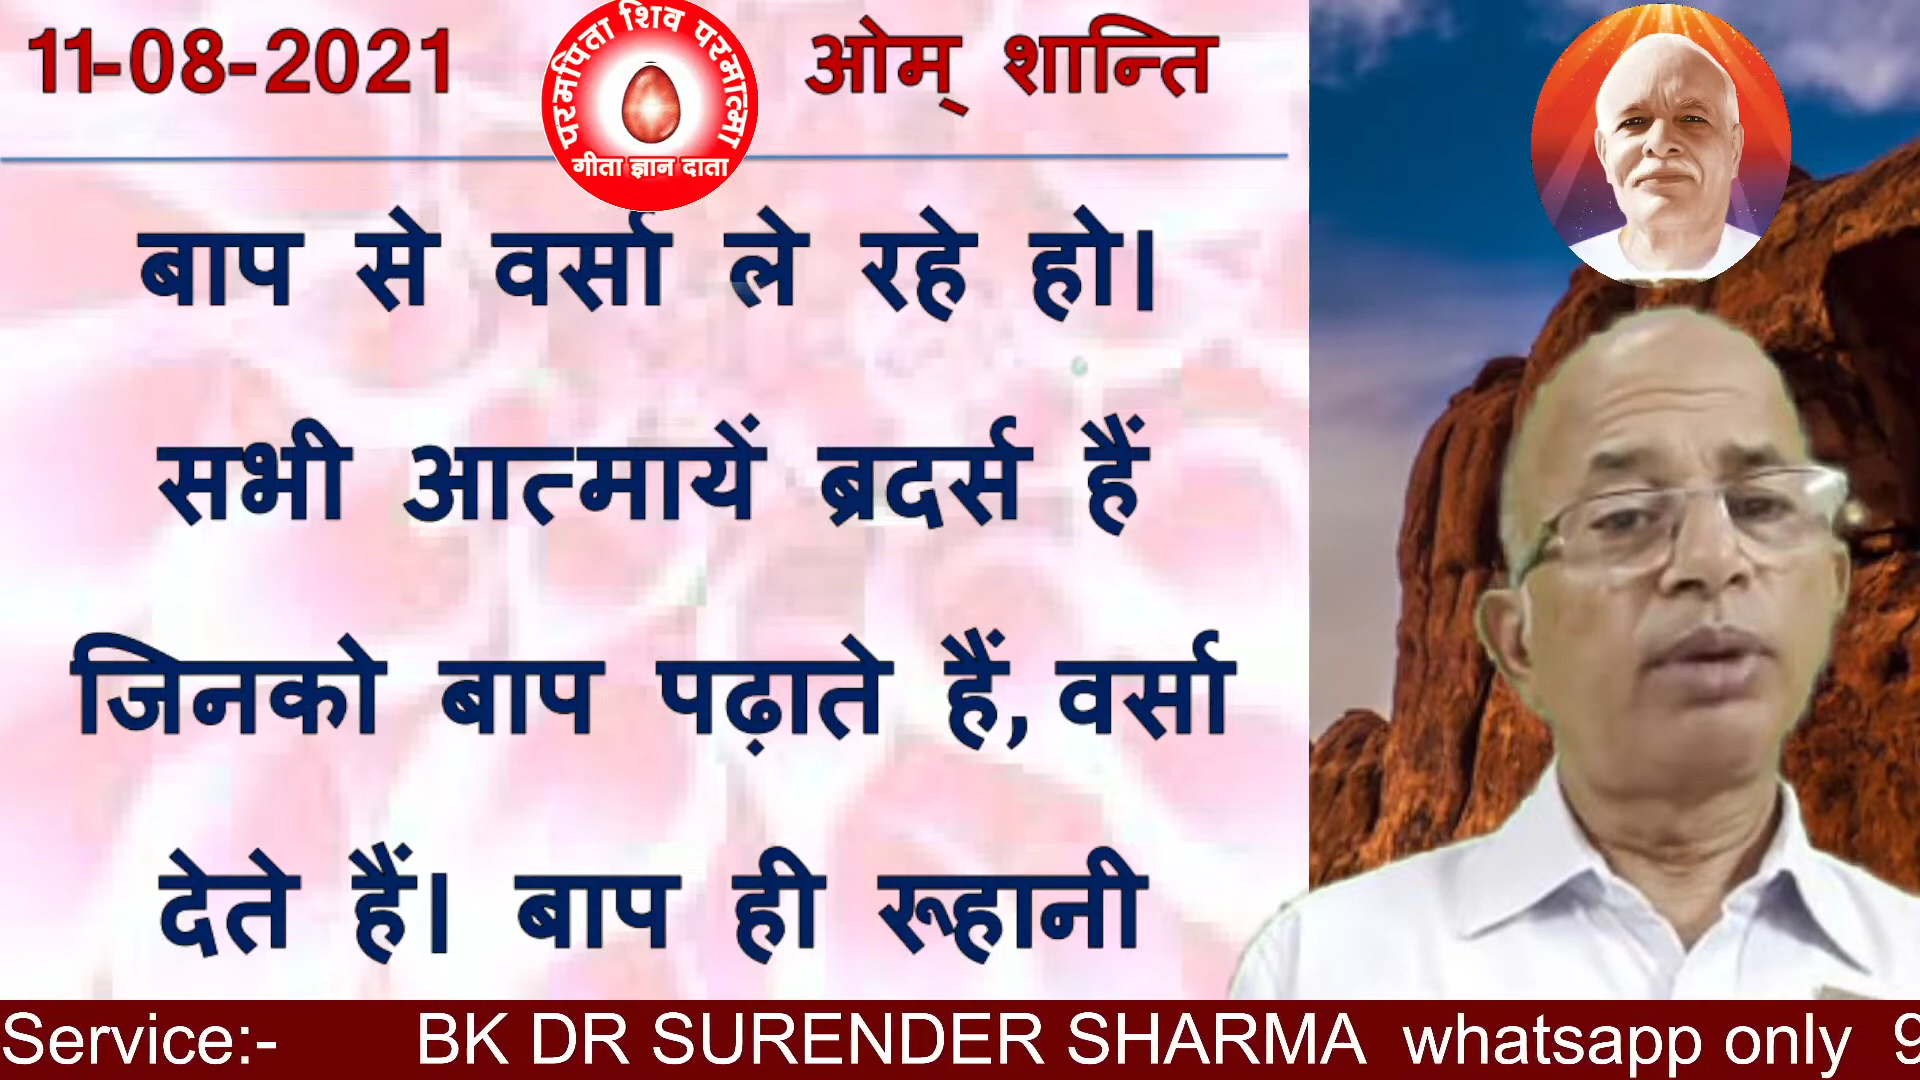 11-08-2021
परमपिता शिव परमात्मा
गीता ज्ञान दाता
ओम् शान्ति
बाप से वर्सा ले रहे हो।
सभी आत्मायें ब्रदर्स हैं
जिनको बाप पढ़ाते हैं, वर्सा
देते हैं। बाप ही रूहानी
Service:- BK DR SURENDER SHARMA whatsapp only 9